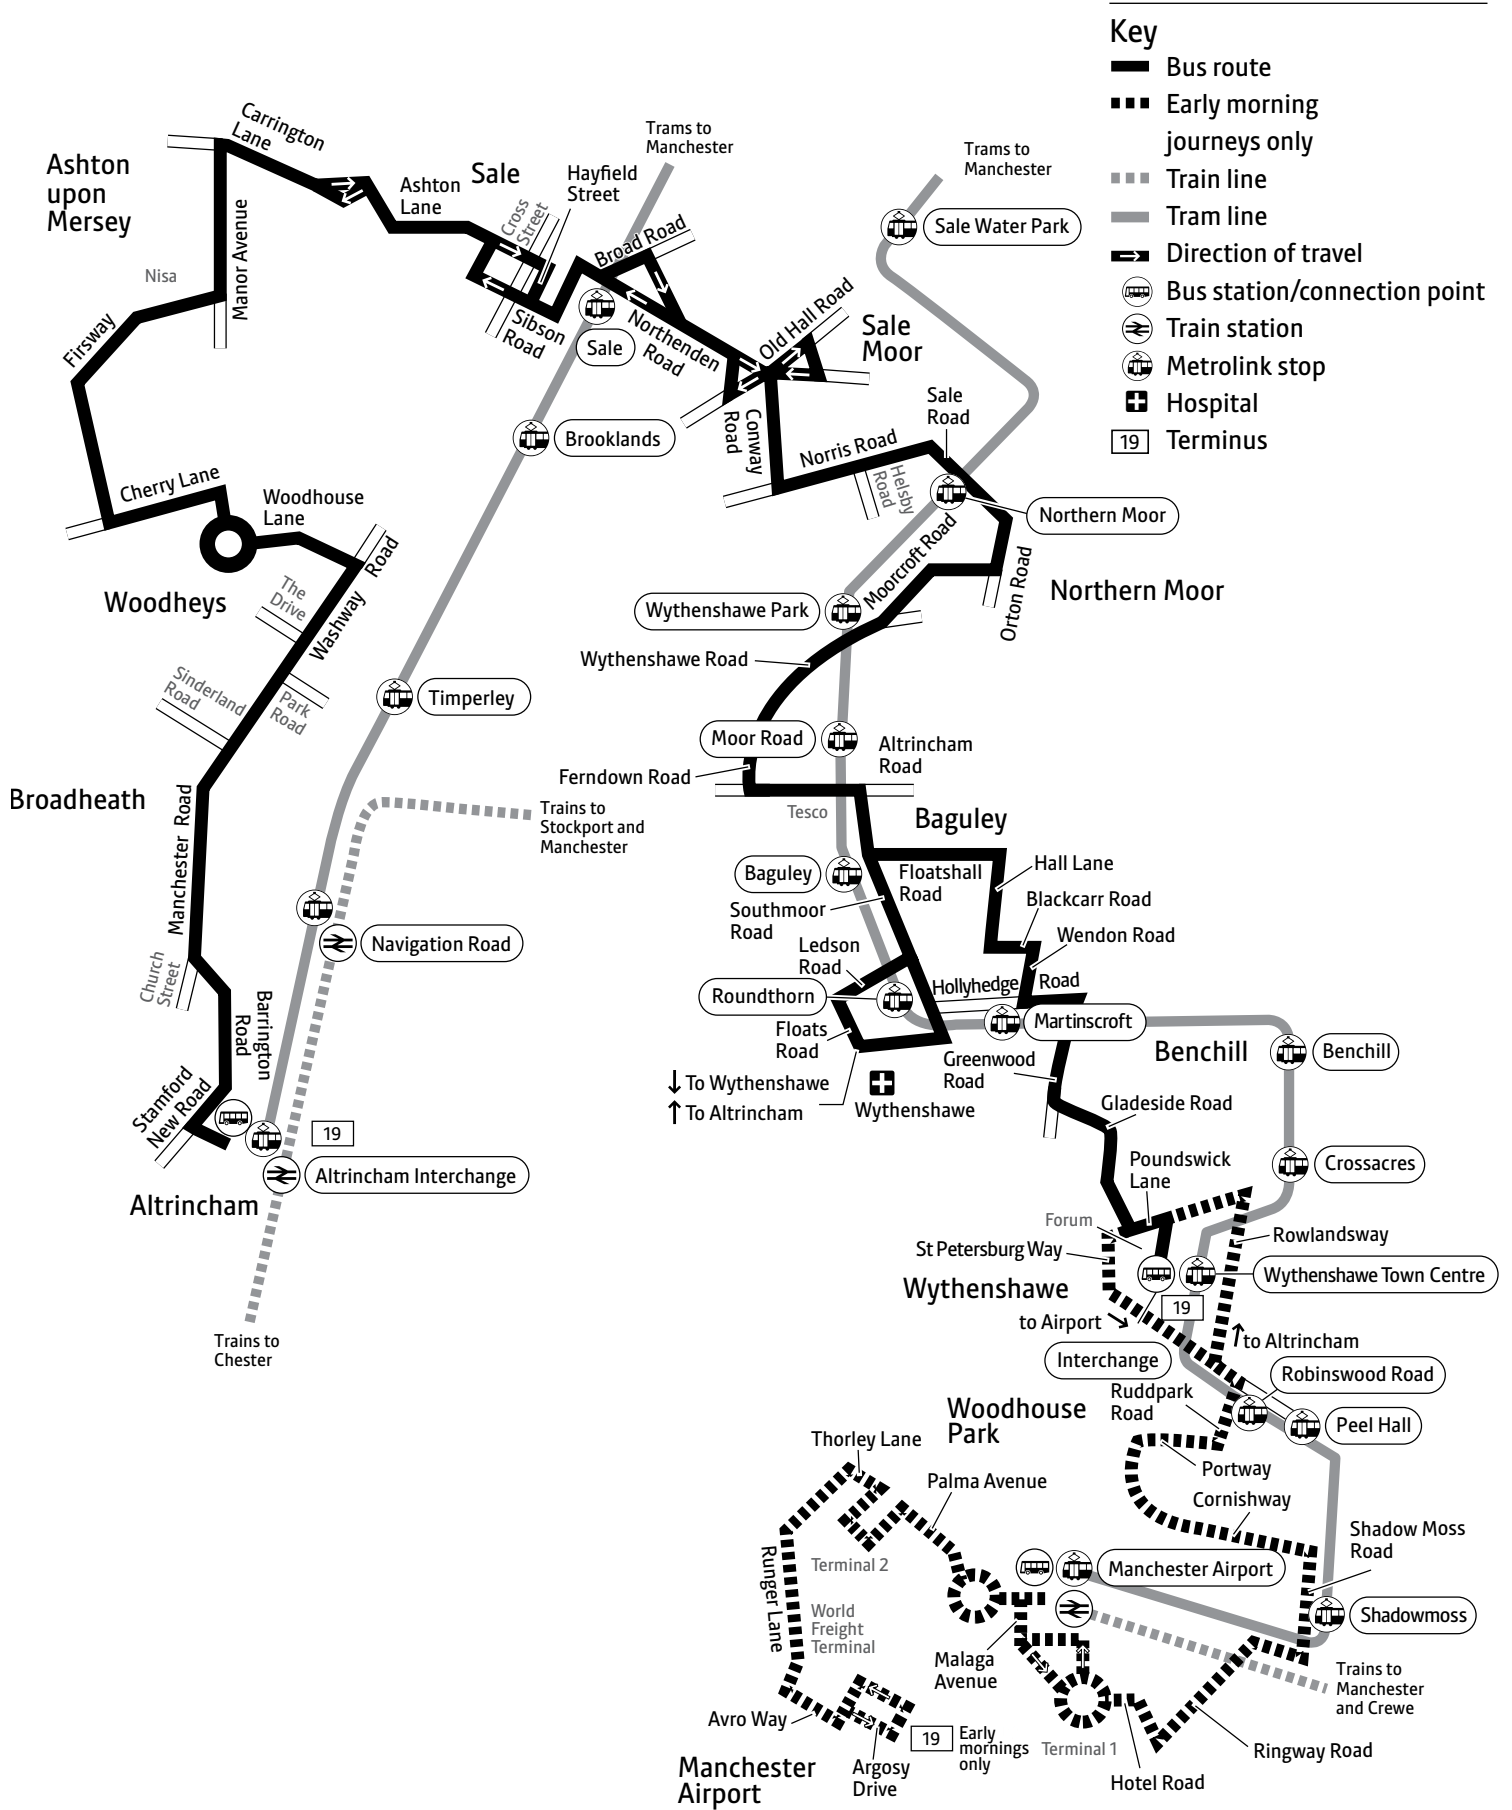 Key
Bus route
Early morning
journeys only
Train line
Tram line
Direction of travel
Bus station/connection point
Train station
Metrolink stop
Hospital
19 Terminus
Carrington
Lane
Ashton
upon
Mersey
Manor Avenue
Nisa
Firsway
Cherry Lane
Woodhouse
Lane
Woodheys
Ashton
Lane
Sale
Cross
Street
Hayfield
Street
Trams to
Manchester
Broad Road
Sibson
Road
Sale
Northenden
Road
Old Hall Road
Sale
Moor
Conway
Road
Brooklands
Trams to
Manchester
Sale Water Park
Sale
Road
Norris Road
Helsby
Road
Northern Moor
Northern Moor
Moorcroft Road
Orton Road
Wythenshawe Park
Wythenshawe Road
Washway
Road
The
Drive
Park
Road
Sinderland
Road
Timperley
Broadheath
Manchester Road
Trains to
Stockport and
Manchester
Navigation Road
Church
Street
Barrington
Road
Stamford
New Road
19
Altrincham Interchange
Altrincham
Trains to
Chester
Moor Road
Altrincham
Road
Ferndown Road
Tesco
Baguley
Baguley
Floatshall
Road
Hall Lane
Blackcarr Road
Wendon Road
Southmoor
Road
Ledson
Road
Hollyhedge Road
Roundthorn
Martinscroft
Floats
Road
↓ To Wythenshawe
↑ To Altrincham
Wythenshawe
Greenwood
Road
Benchill
Benchill
Gladeside Road
Crossacres
Poundswick
Lane
Forum
St Petersburg Way
Rowlandsway
Wythenshawe
Wythenshawe Town Centre
19
to Airport
↑ to Altrincham
Interchange
Robinswood Road
Ruddpark
Road
Peel Hall
Woodhouse
Park
Portway
Cornishway
Thorley Lane
Palma Avenue
Shadow Moss
Road
Terminal 2
Manchester Airport
Runger Lane
World
Freight
Terminal
Shadowmoss
Malaga
Avenue
Trains to
Manchester
and Crewe
Avro Way
19 Early
mornings
only
Terminal 1
Ringway Road
Manchester
Airport
Argosy
Drive
Hotel Road